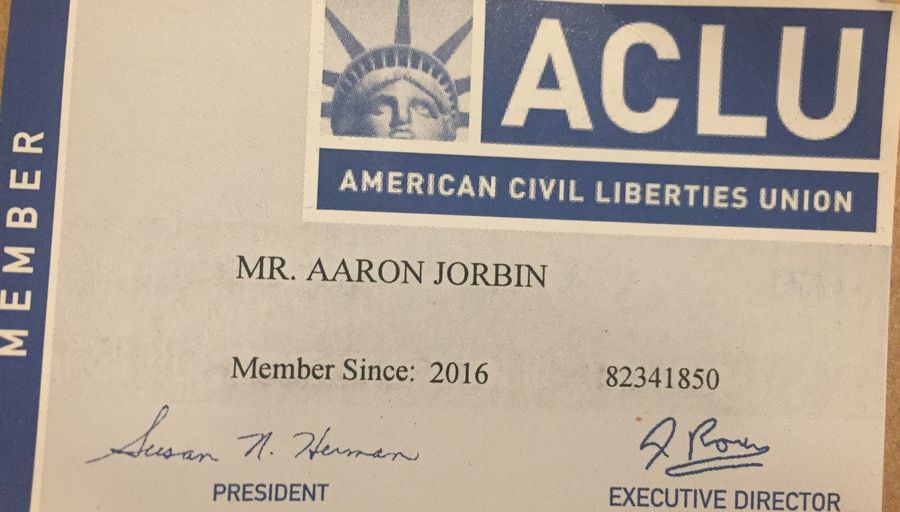 MEMBER
ACLU
AMERICAN CIVIL LIBERTIES UNION
MR. AARON JORBIN
Member Since: 2016 82341850
Susan N. Herman
PRESIDENT
EXECUTIVE DIRECTOR